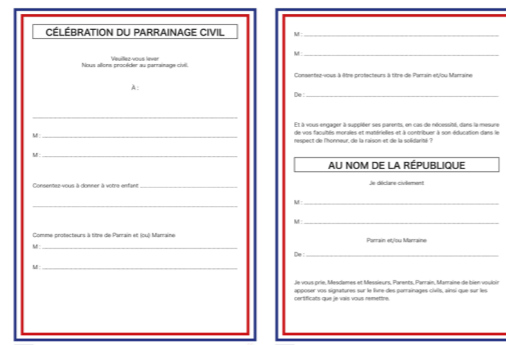 CÉLÉBRATION DU PARRAINAGE CIVIL
Veuillez-vous lever
Nous allons procéder au parrainage civil.
À :
M :
M :
Consentez-vous à donner à votre enfant
Comme protecteurs à titre de Parrain et (ou) Marraine
M :
M :
M :
M :
Consentez-vous à être protecteurs à titre de Parrain et/ou Marraine
De :
Et à vous engager à suppléer ses parents, en cas de nécessité, dans la mesure
de vos facultés morales et matérielles et à contribuer à son éducation dans le
respect de l'honneur, de la raison et de la solidarité ?
AU NOM DE LA RÉPUBLIQUE
Je déclare civilement
M :
M :
Parrain et/ou Marraine
De :
Je vous prie, Mesdames et Messieurs, Parents, Parrain, Marraine de bien vouloir
apposer vos signatures sur le livre des parrainages civils, ainsi que sur les
certificats que je vais vous remettre.